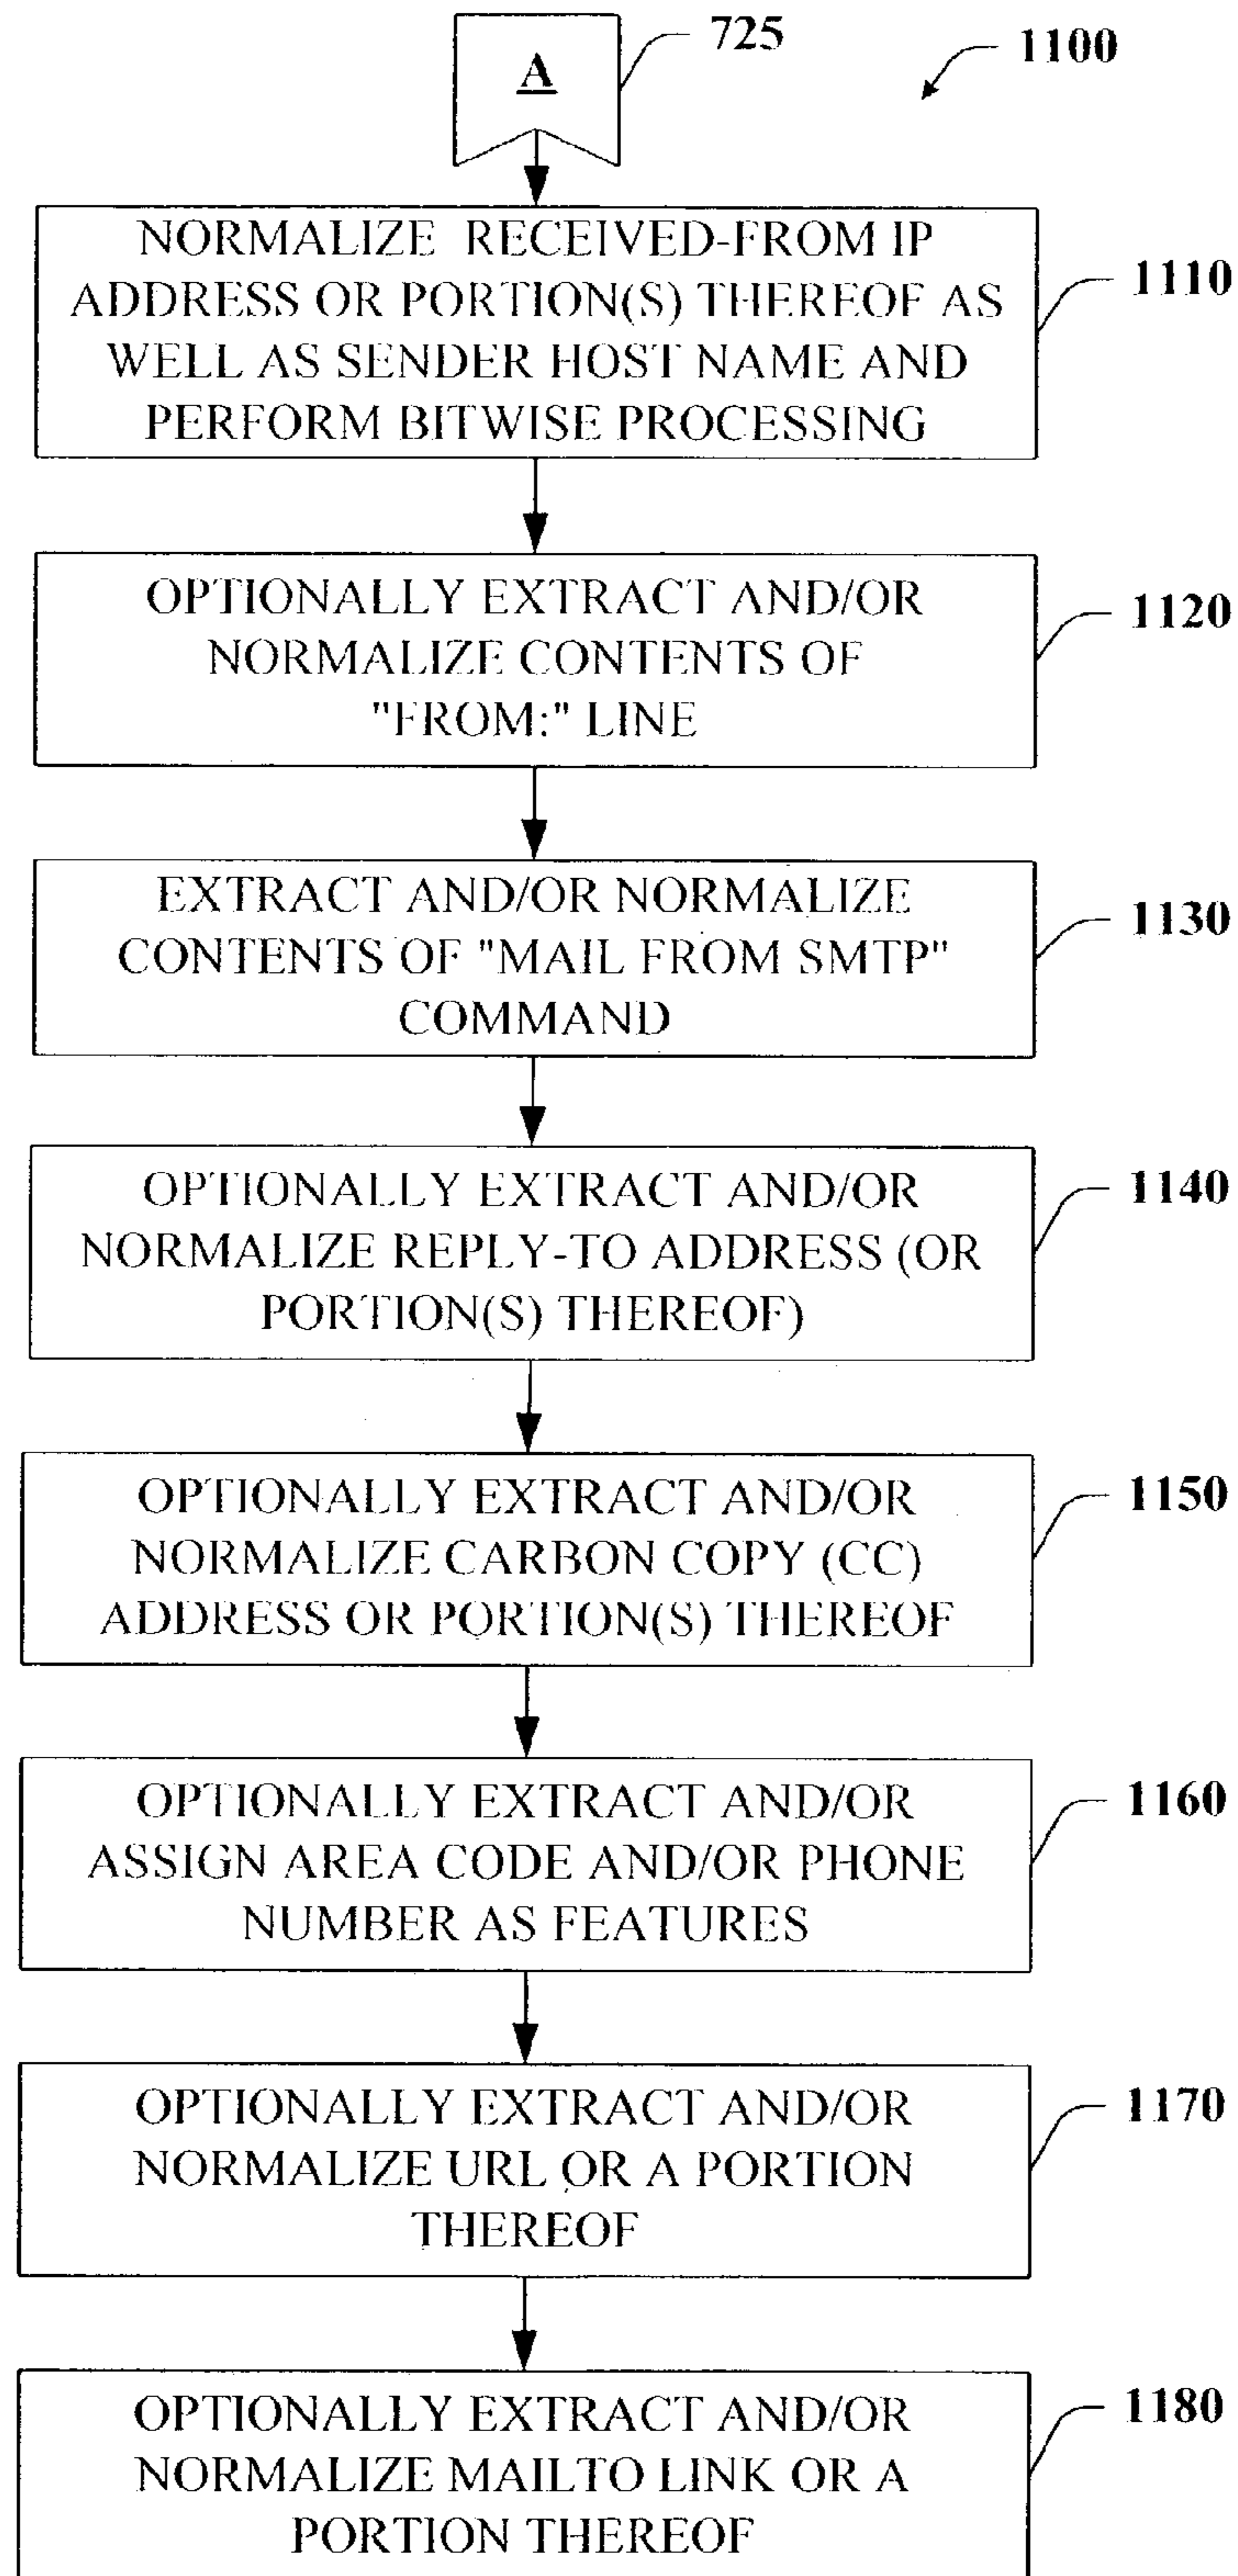 A
725
1100
NORMALIZE RECEIVED-FROM IP
ADDRESS OR PORTION(S) THEREOF AS
WELL AS SENDER HOST NAME AND
PERFORM BITWISE PROCESSING
1110
OPTIONALLY EXTRACT AND/OR
NORMALIZE CONTENTS OF
"FROM:" LINE
1120
EXTRACT AND/OR NORMALIZE
CONTENTS OF "MAIL FROM SMTP"
COMMAND
1130
OPTIONALLY EXTRACT AND/OR
NORMALIZE REPLY-TO ADDRESS (OR
PORTION(S) THEREOF)
1140
OPTIONALLY EXTRACT AND/OR
NORMALIZE CARBON COPY (CC)
ADDRESS OR PORTION(S) THEREOF
1150
OPTIONALLY EXTRACT AND/OR
ASSIGN AREA CODE AND/OR PHONE
NUMBER AS FEATURES
1160
OPTIONALLY EXTRACT AND/OR
NORMALIZE URL OR A PORTION
THEREOF
1170
OPTIONALLY EXTRACT AND/OR
NORMALIZE MAILTO LINK OR A
PORTION THEREOF
1180